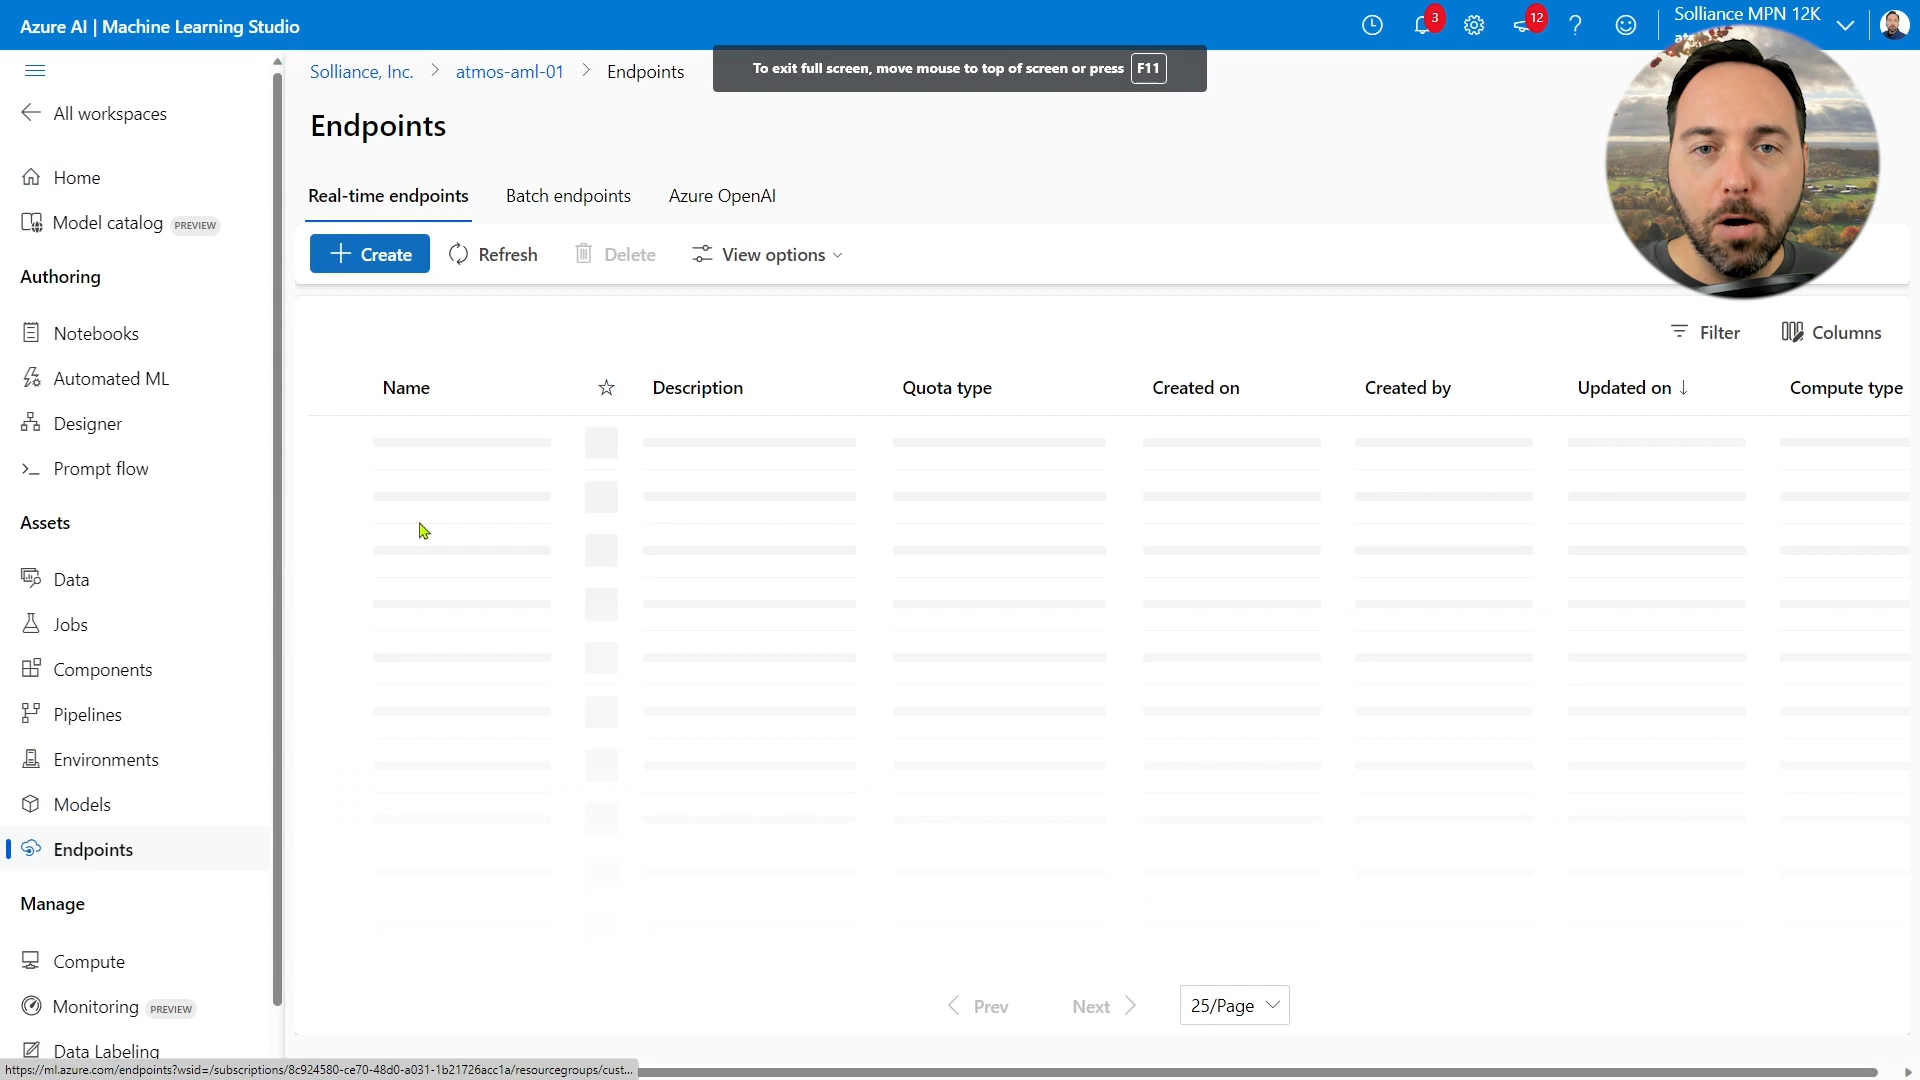 Azure AI | Machine Learning Studio
3
12
Solliance MPN 12K
Solliance, Inc.
atmos-aml-01
Endpoints
To exit full screen, move mouse to top of screen or press F11
All workspaces
Home
Model catalog PREVIEW
Authoring
Notebooks
Automated ML
Designer
Prompt flow
Assets
Data
Jobs
Components
Pipelines
Environments
Models
Endpoints
Manage
Compute
Monitoring PREVIEW
Data Labeling
Endpoints
Real-time endpoints
Batch endpoints
Azure OpenAI
Create
Refresh
Delete
View options
Filter
Columns
Name
Description
Quota type
Created on
Created by
Updated on
Compute type
Prev
Next
25/Page
https://ml.azure.com/endpoints?wsid=/subscriptions/8c924580-ce70-48d0-a031-1b21726acc1a/resourcegroups/cust...